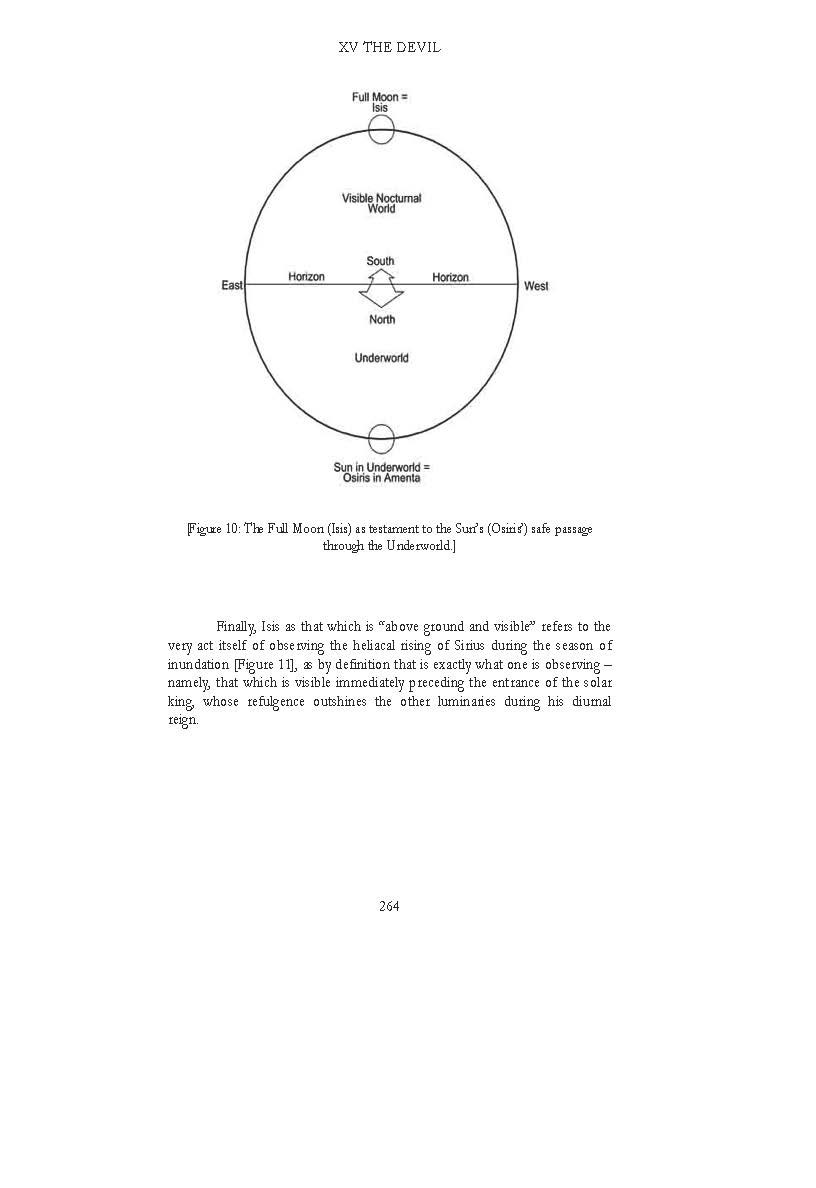 XV THE DEVIL
Full Moon =
Isis
Visible Nocturnal
World
South
Horizon
Horizon
East
West
North
Underworld
Sun in Underworld =
Osiris in Amenta
[Figure 10: The Full Moon (Isis) as testament to the Sun's (Osiris') safe passage
through the Underworld.]
Finally, Isis as that which is “above ground and visible” refers to the
very act itself of observing the heliacal rising of Sirius during the season of
inundation [Figure 11], as by definition that is exactly what one is observing –
namely, that which is visible immediately preceding the entrance of the solar
king, whose refulgence outshines the other luminaries during his diurnal
reign.
264